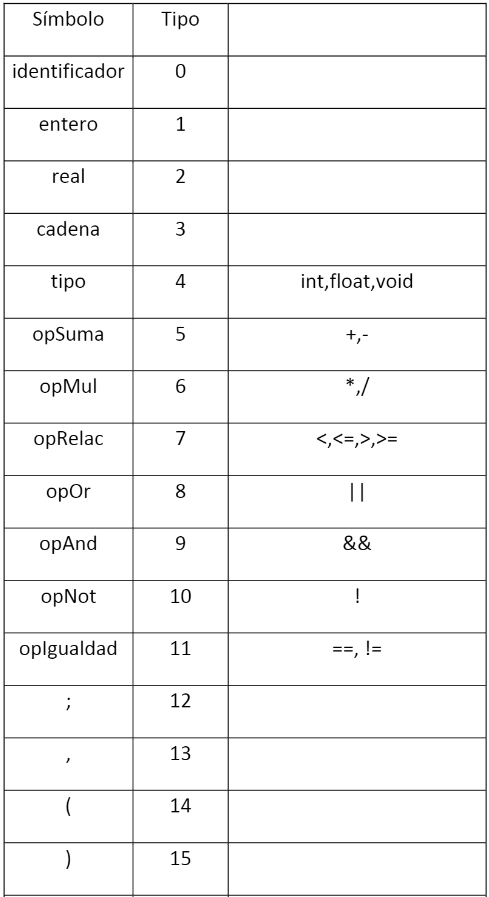 Símbolo Tipo
identificador 0
entero 1
real 2
cadena 3
tipo 4 int,float,void
opSuma 5 +,-
opMul 6 *,/
opRelac 7 <,<=,>,>=
opOr 8 ||
opAnd 9 &&
opNot 10 !
opIgualdad 11 ==, !=
; 12
, 13
( 14
) 15